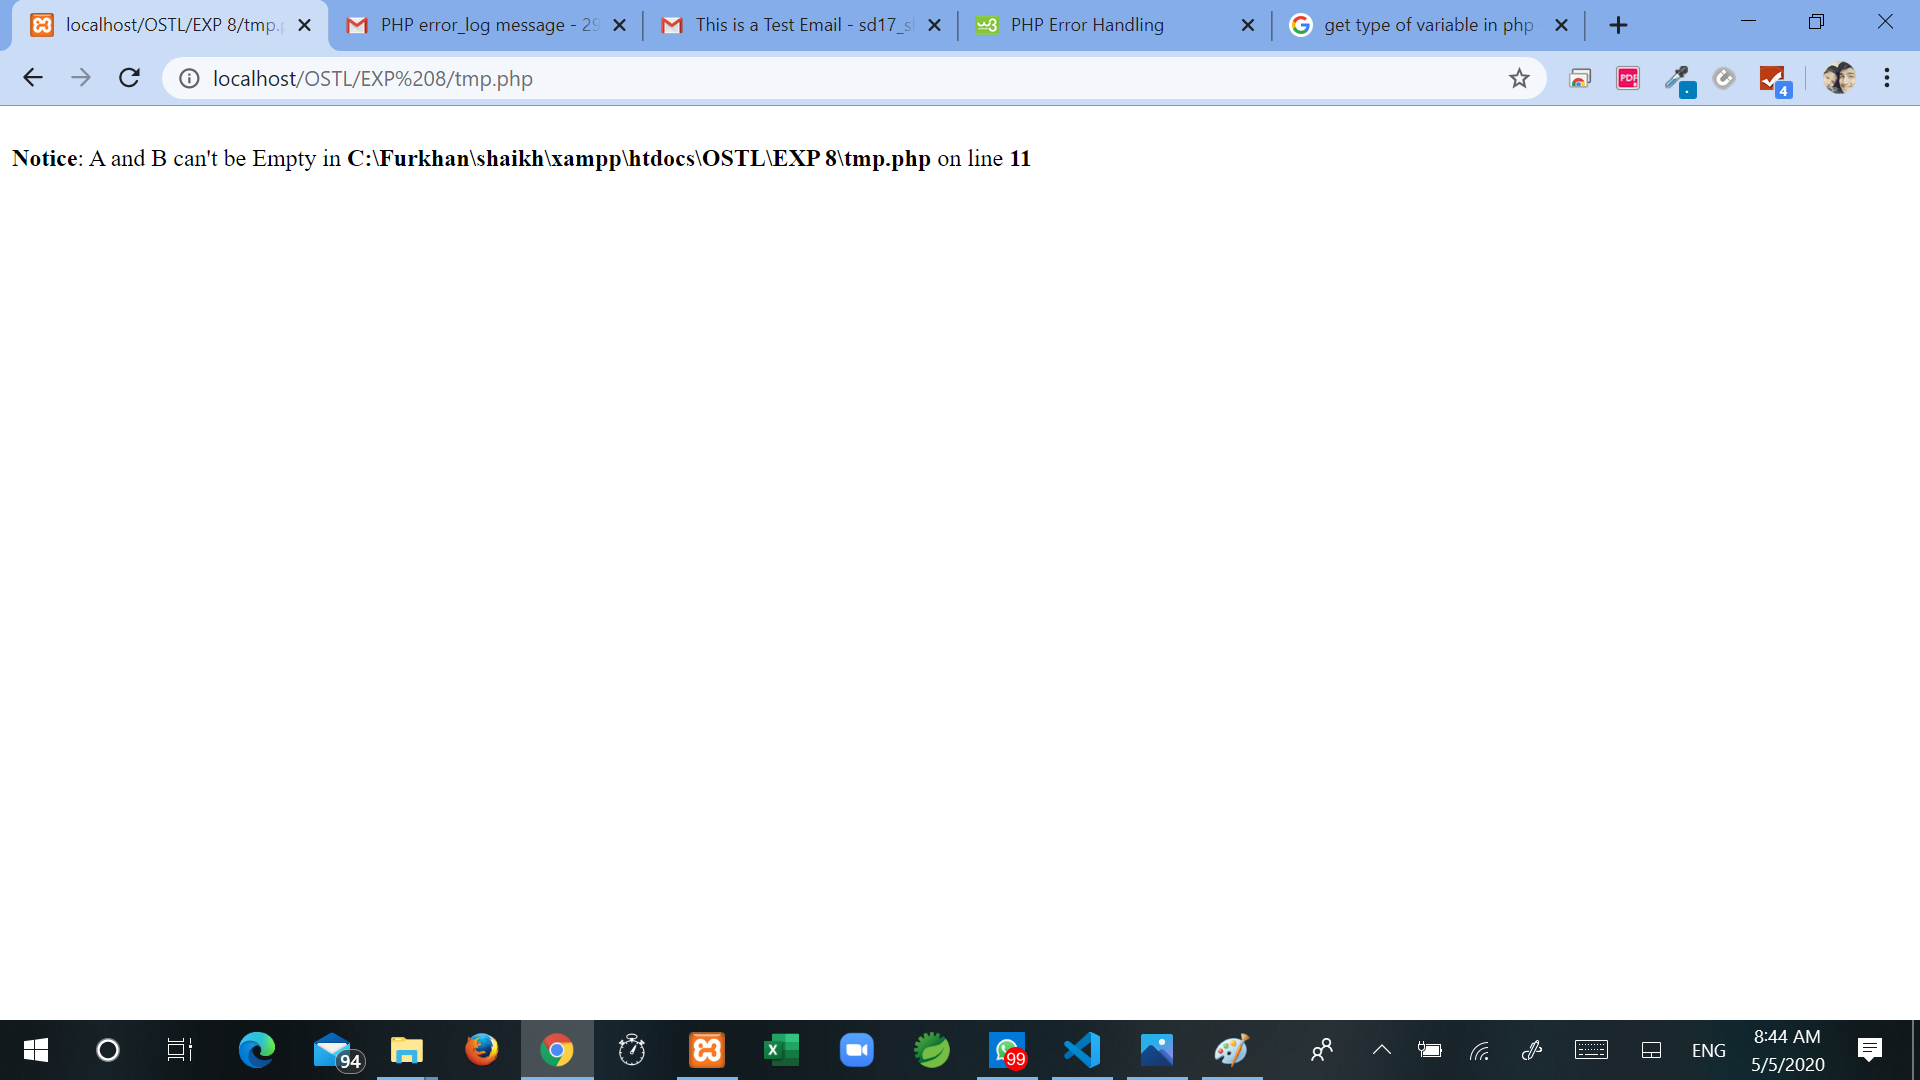 localhost/OSTL/EXP 8/tmp.p
PHP error_log message - 29
This is a Test Email - sd17_sh
PHP Error Handling
get type of variable in php
localhost/OSTL/EXP%208/tmp.php
PDF
4
Notice: A and B can't be Empty in C:\Furkhan\shaikh\xampp\htdocs\OSTL\EXP 8\tmp.php on line 11
94
99
ENG
8:44 AM
5/5/2020